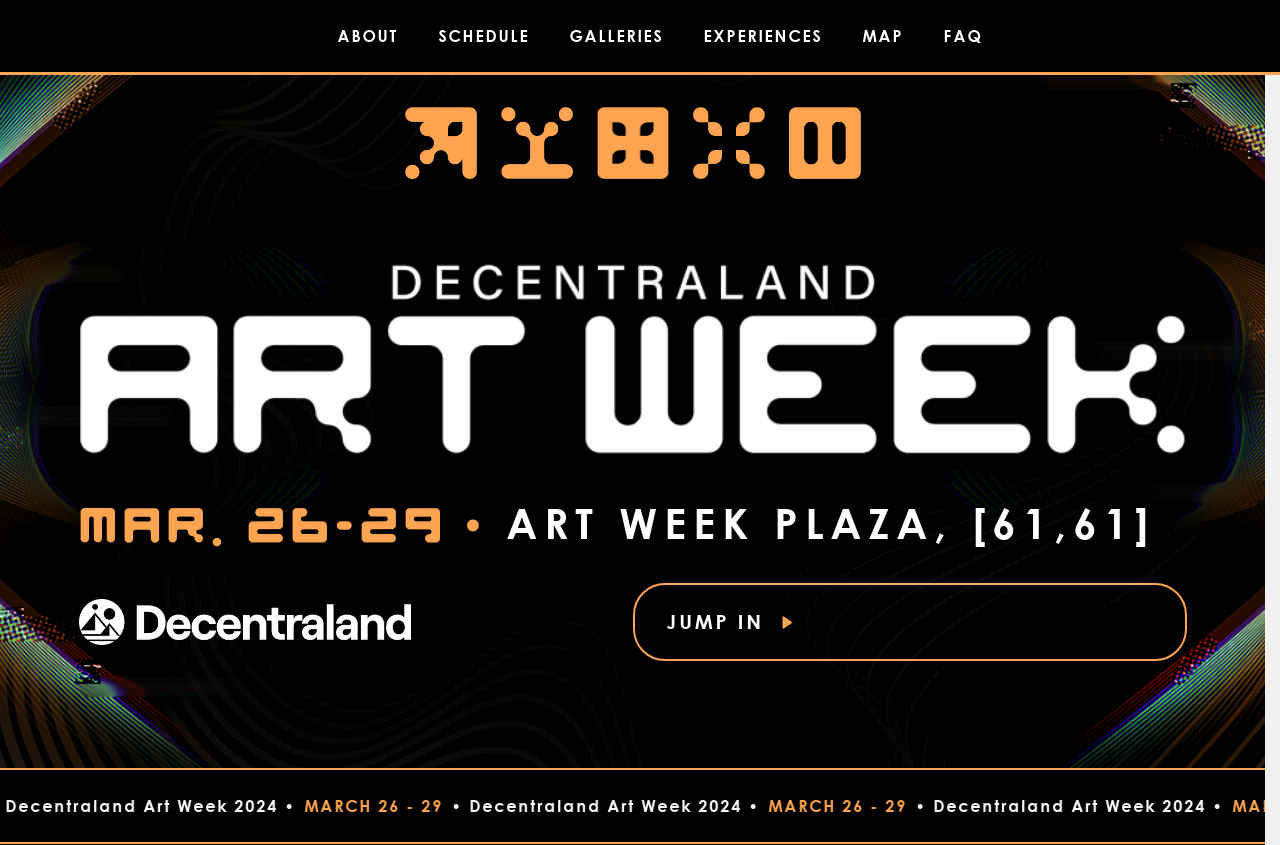 ABOUT SCHEDULE GALLERIES EXPERIENCES MAP FAQ
DECENTRALAND
ART WEEK
MAR. 26-29 • ART WEEK PLAZA, [61,61]
Decentraland
JUMP IN
Decentraland Art Week 2024 • MARCH 26 - 29 • Decentraland Art Week 2024 • MARCH 26 - 29 • Decentraland Art Week 2024 •